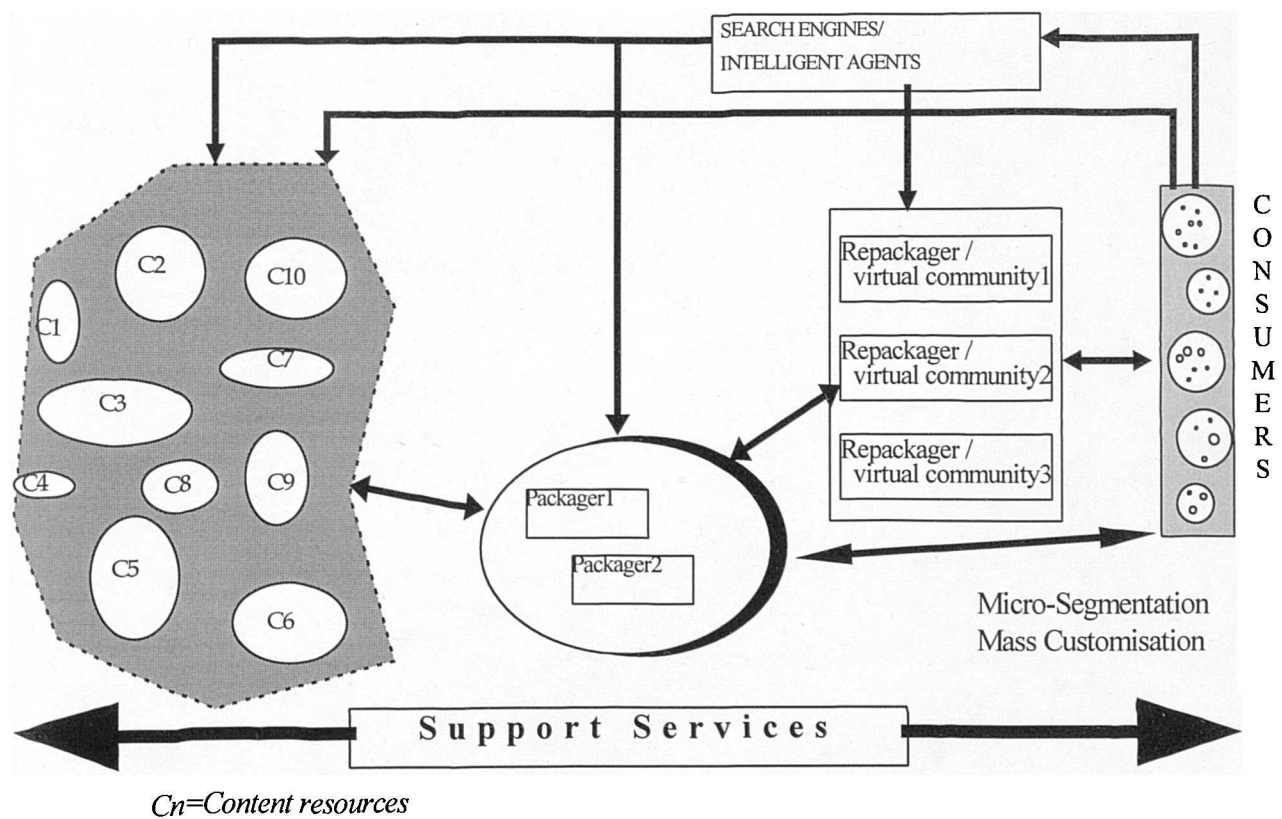 SEARCH ENGINES/
INTELLIGENT AGENTS
C2
C10
C1
C7
C3
C4
C8
C9
C5
C6
Packager1
Packager2
Repackager /
virtual community1
Repackager /
virtual community2
Repackager /
virtual community3
CONSUMERS
Micro-Segmentation
Mass Customisation
Support Services
Cn=Content resources